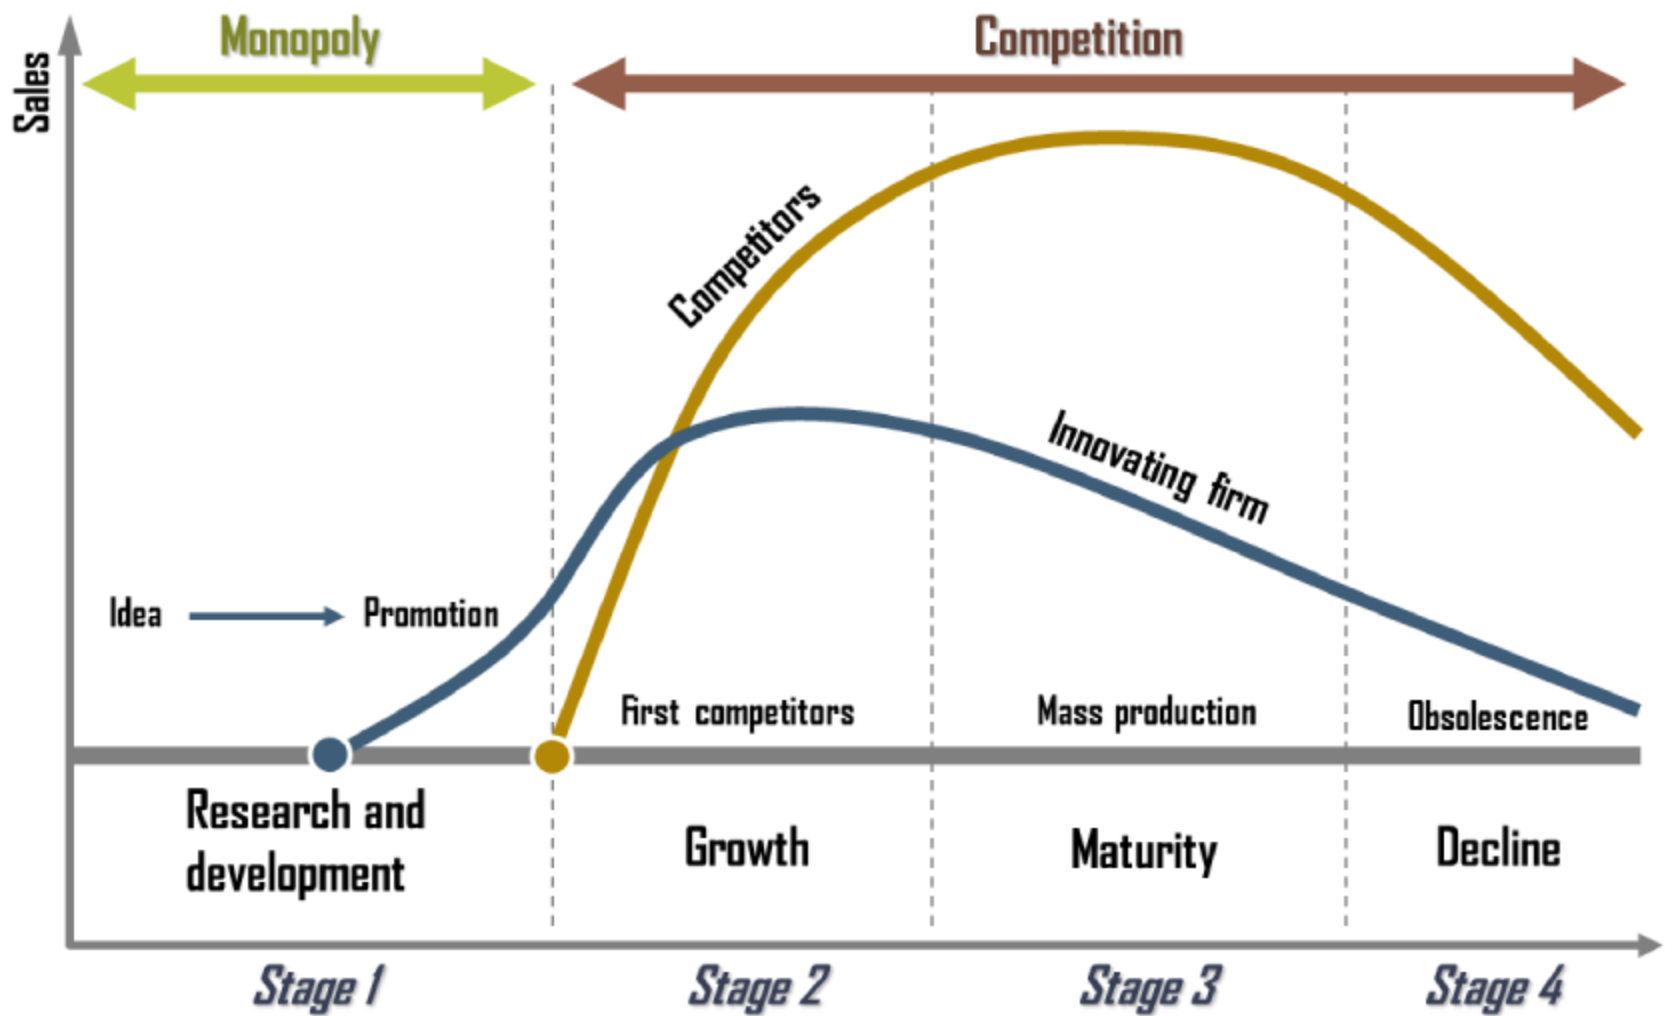 Monopoly
Competition
Sales
Competitors
Innovating firm
Idea
Promotion
First competitors
Mass production
Obsolescence
Research and
development
Growth
Maturity
Decline
Stage 1
Stage 2
Stage 3
Stage 4